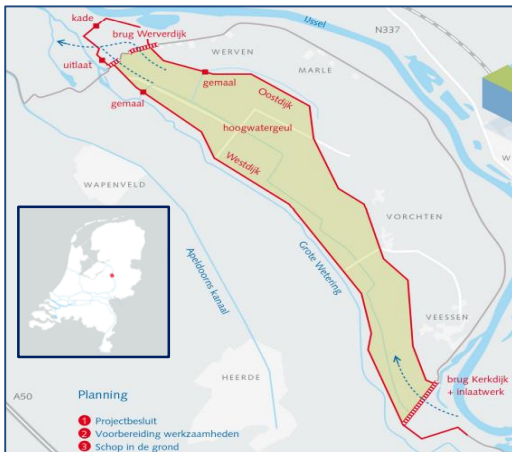 kade
IJssel
N337
brug Werverdijk
WERVEN
MARLE
uitlaat
gemaal
gemaal
Oostdijk
hoogwatergeul
Westdijk
WAPENVELD
Apeldoorns kanaal
Grote Wetering
VORCHTEN
VEESSEN
HEERDE
brug Kerkdijk
+ inlaatwerk
A50
Planning
1 Projectbesluit
2 Voorbereiding werkzaamheden
3 Schop in de grond